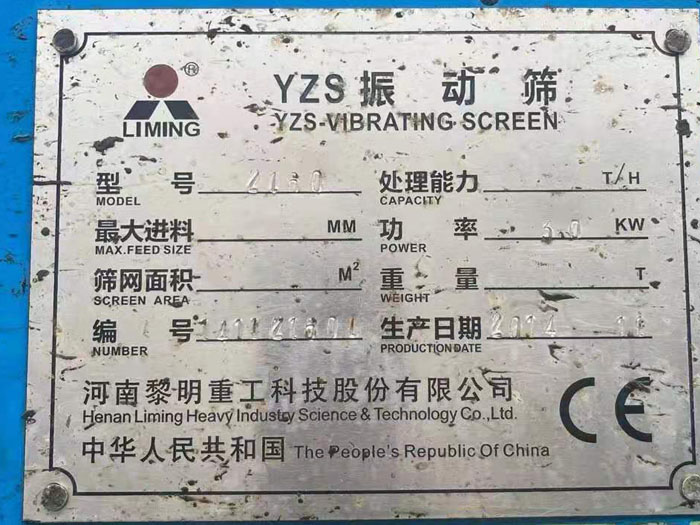 LIMING ®
YZS 振动筛
YZS-VIBRATING SCREEN
型 号 2160 处理能力 T/H
MODEL CAPACITY
最大进料 MM 功 率 30 KW
MAX.FEED SIZE POWER
筛网面积 M² 重 量 T
SCREEN AREA WEIGHT
编 号 生产日期 2014
NUMBER PRODUCTION DATE
河南黎明重工科技股份有限公司
Henan Liming Heavy Industry Science & Technology Co.,Ltd.
中华人民共和国 The People's Republic Of China
CE